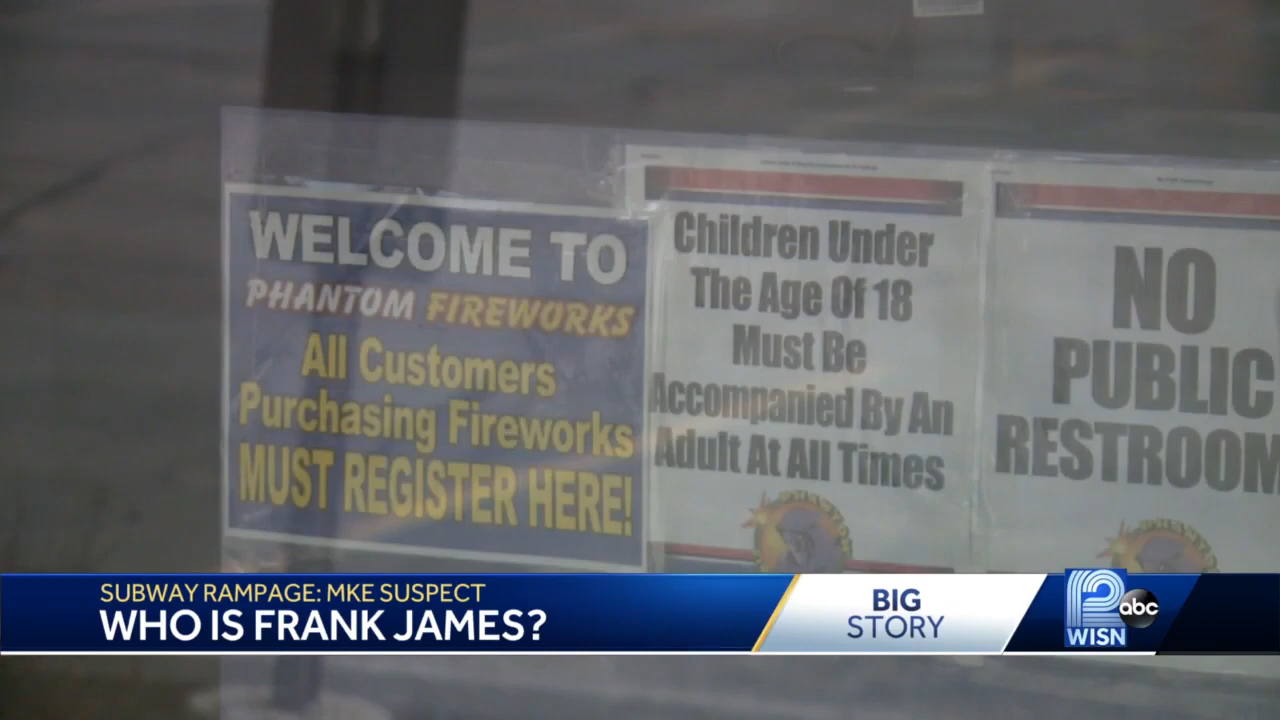 WELCOME TO
PHANTOM FIREWORKS
All Customers
Purchasing Fireworks
MUST REGISTER HERE!
Children Under
The Age Of 18
Must Be
Accompanied By An
Adult At All Times
NO
PUBLIC
RESTROOM
PHANTOM
PHANTOM
SUBWAY RAMPAGE: MKE SUSPECT
WHO IS FRANK JAMES?
BIG
STORY
12
abc
WISN